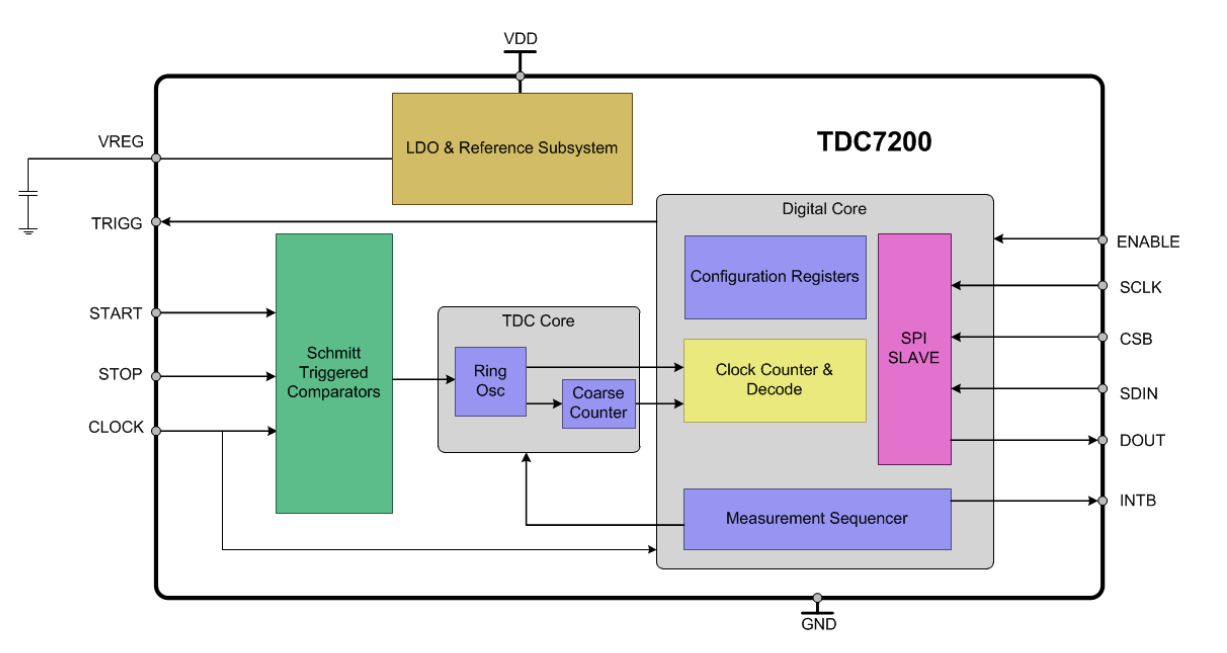 VDD
VREG
LDO & Reference Subsystem
TDC7200
TRIGG
Digital Core
ENABLE
Configuration Registers
SCLK
START
TDC Core
SPI
SLAVE
CSB
Schmitt
Triggered
Comparators
STOP
Ring
Osc
Coarse
Counter
Clock Counter &
Decode
SDIN
CLOCK
DOUT
Measurement Sequencer
INTB
GND